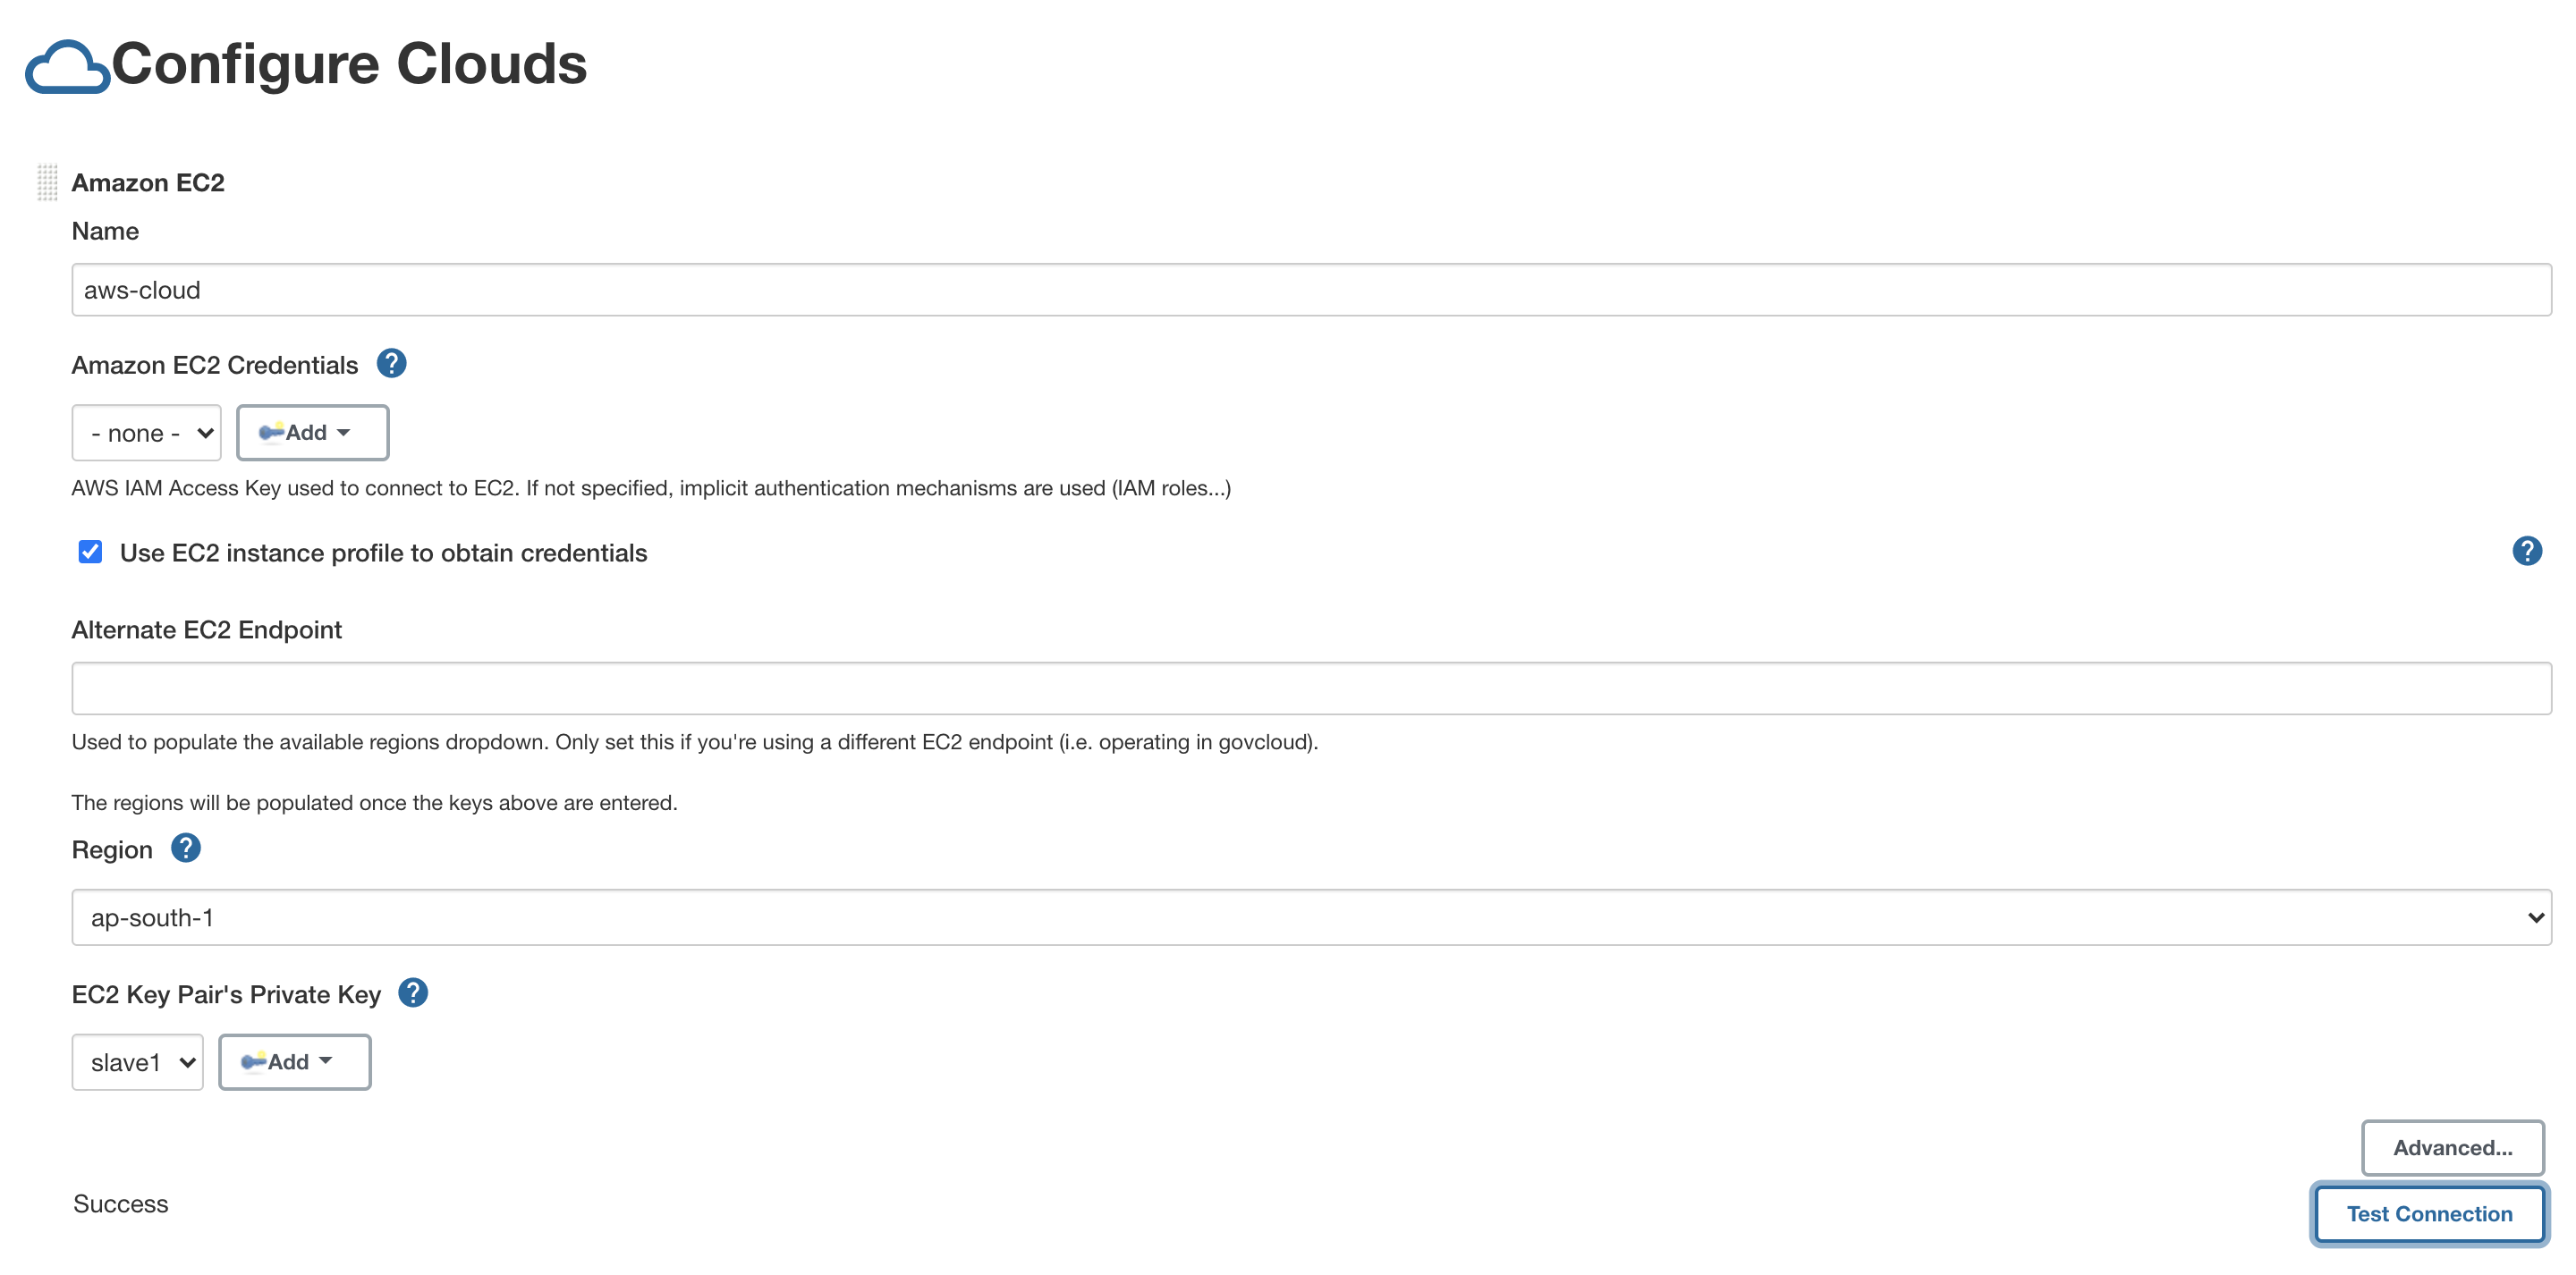 Configure Clouds
Amazon EC2
Name
aws-cloud
Amazon EC2 Credentials ?
- none - Add
AWS IAM Access Key used to connect to EC2. If not specified, implicit authentication mechanisms are used (IAM roles...)
Use EC2 instance profile to obtain credentials ?
Alternate EC2 Endpoint
Used to populate the available regions dropdown. Only set this if you're using a different EC2 endpoint (i.e. operating in govcloud).
The regions will be populated once the keys above are entered.
Region ?
ap-south-1
EC2 Key Pair's Private Key ?
slave1 Add
Advanced...
Success
Test Connection